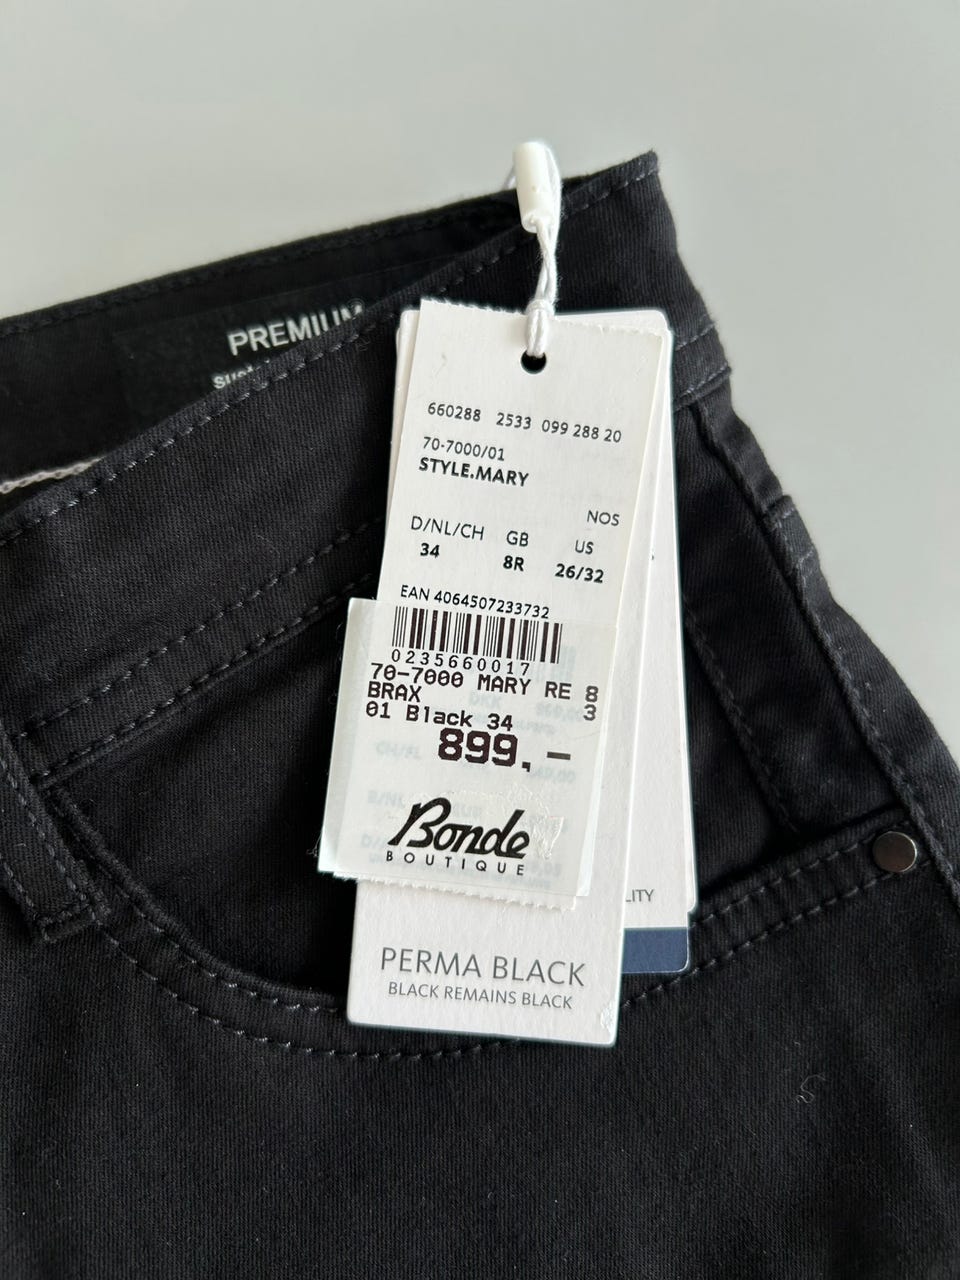 PREMIUM
660288 2533 099 288 20
70-7000/01
STYLE.MARY
NOS
D/NL/CH GB US
34 8R 26/32
EAN 4064507233732
0235660017
70-7000 MARY RE 8
BRAX 3
01 Black 34
899,-
Bonde
BOUTIQUE
LITY
PERMA BLACK
BLACK REMAINS BLACK